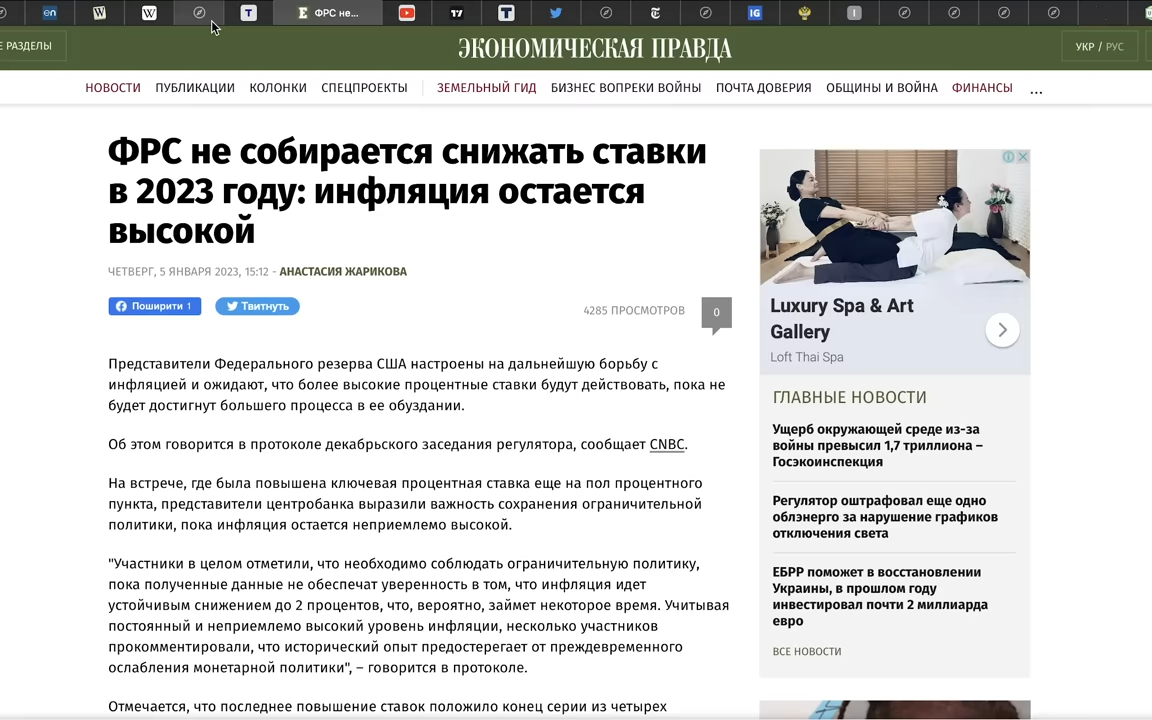 en W W T E ФРС не... T IG I
Е РАЗДЕЛЫ
ЭКОНОМИЧЕСКАЯ ПРАВДА
УКР / РУС
НОВОСТИ ПУБЛИКАЦИИ КОЛОНКИ СПЕЦПРОЕКТЫ ЗЕМЕЛЬНЫЙ ГИД БИЗНЕС ВОПРЕКИ ВОЙНЫ ПОЧТА ДОВЕРИЯ ОБЩИНЫ И ВОЙНА ФИНАНСЫ ...
ФРС не собирается снижать ставки
в 2023 году: инфляция остается
высокой
ЧЕТВЕРГ, 5 ЯНВАРЯ 2023, 15:12 - АНАСТАСИЯ ЖАРИКОВА
Поширити 1 Твитнуть
4285 ПРОСМОТРОВ 0
Представители Федерального резерва США настроены на дальнейшую борьбу с
инфляцией и ожидают, что более высокие процентные ставки будут действовать, пока не
будет достигнут большего процесса в ее обуздании.
Об этом говорится в протоколе декабрьского заседания регулятора, сообщает CNBC.
На встрече, где была повышена ключевая процентная ставка еще на пол процентного
пункта, представители центробанка выразили важность сохранения ограничительной
политики, пока инфляция остается неприемлемо высокой.
"Участники в целом отметили, что необходимо соблюдать ограничительную политику,
пока полученные данные не обеспечат уверенность в том, что инфляция идет
устойчивым снижением до 2 процентов, что, вероятно, займет некоторое время. Учитывая
постоянный и неприемлемо высокий уровень инфляции, несколько участников
прокомментировали, что исторический опыт предостерегает от преждевременного
ослабления монетарной политики", – говорится в протоколе.
Отмечается, что последнее повышение ставок положило конец серии из четырех
Luxury Spa & Art
Gallery
Loft Thai Spa
ГЛАВНЫЕ НОВОСТИ
Ущерб окружающей среде из-за
войны превысил 1,7 триллиона –
Госэкоинспекция
Регулятор оштрафовал еще одно
облэнерго за нарушение графиков
отключения света
ЕБРР поможет в восстановлении
Украины, в прошлом году
инвестировал почти 2 миллиарда
евро
ВСЕ НОВОСТИ